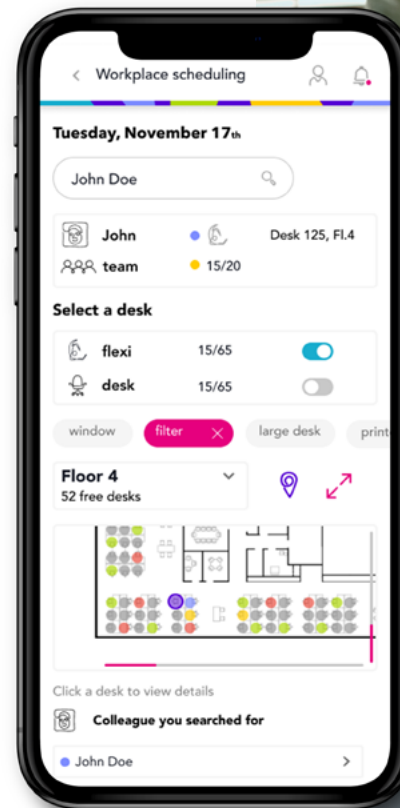 Workplace scheduling
Tuesday, November 17th
John Doe
John Desk 125, Fl.4
team 15/20
Select a desk
flexi 15/65
desk 15/65
window filter large desk print
Floor 4
52 free desks
Click a desk to view details
Colleague you searched for
John Doe